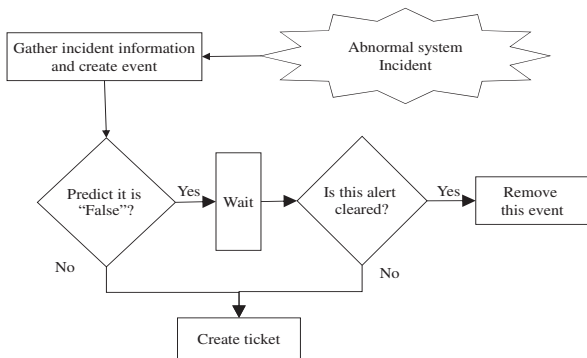 Gather incident information
and create event
Abnormal system
Incident
Predict it is
“False”?
Yes
Wait
Is this alert
cleared?
Yes
Remove
this event
No
No
Create ticket